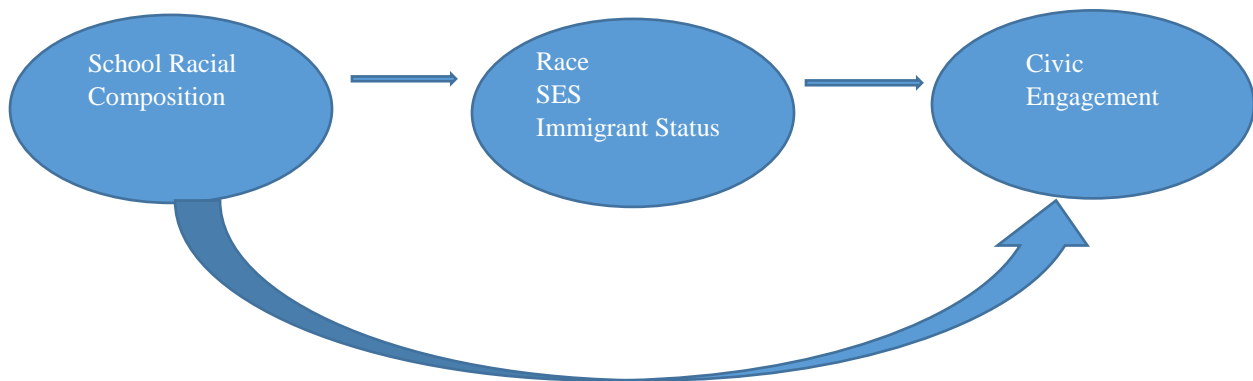 School Racial
Composition
Race
SES
Immigrant Status
Civic
Engagement